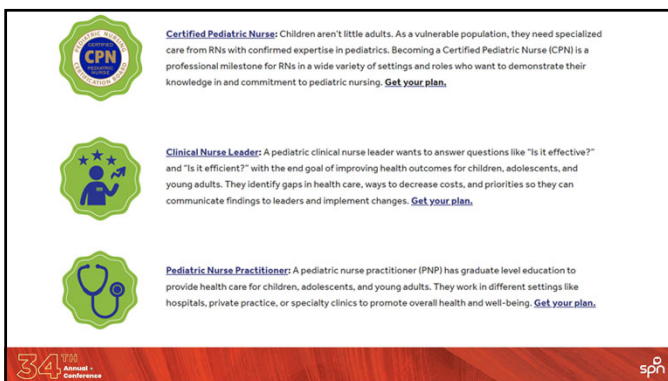 PEDIATRIC NURSING
CERTIFIED
CPN
PEDIATRIC
NURSE
CERTIFICATION BOARD
Certified Pediatric Nurse: Children aren't little adults. As a vulnerable population, they need specialized
care from RNs with confirmed expertise in pediatrics. Becoming a Certified Pediatric Nurse (CPN) is a
professional milestone for RNs in a wide variety of settings and roles who want to demonstrate their
knowledge in and commitment to pediatric nursing. Get your plan.
Clinical Nurse Leader: A pediatric clinical nurse leader wants to answer questions like "Is it effective?"
and "Is it efficient?" with the end goal of improving health outcomes for children, adolescents, and
young adults. They identify gaps in health care, ways to decrease costs, and priorities so they can
communicate findings to leaders and implement changes. Get your plan.
Pediatric Nurse Practitioner: A pediatric nurse practitioner (PNP) has graduate level education to
provide health care for children, adolescents, and young adults. They work in different settings like
hospitals, private practice, or specialty clinics to promote overall health and well-being. Get your plan.
34TH
Annual
Conference
spn